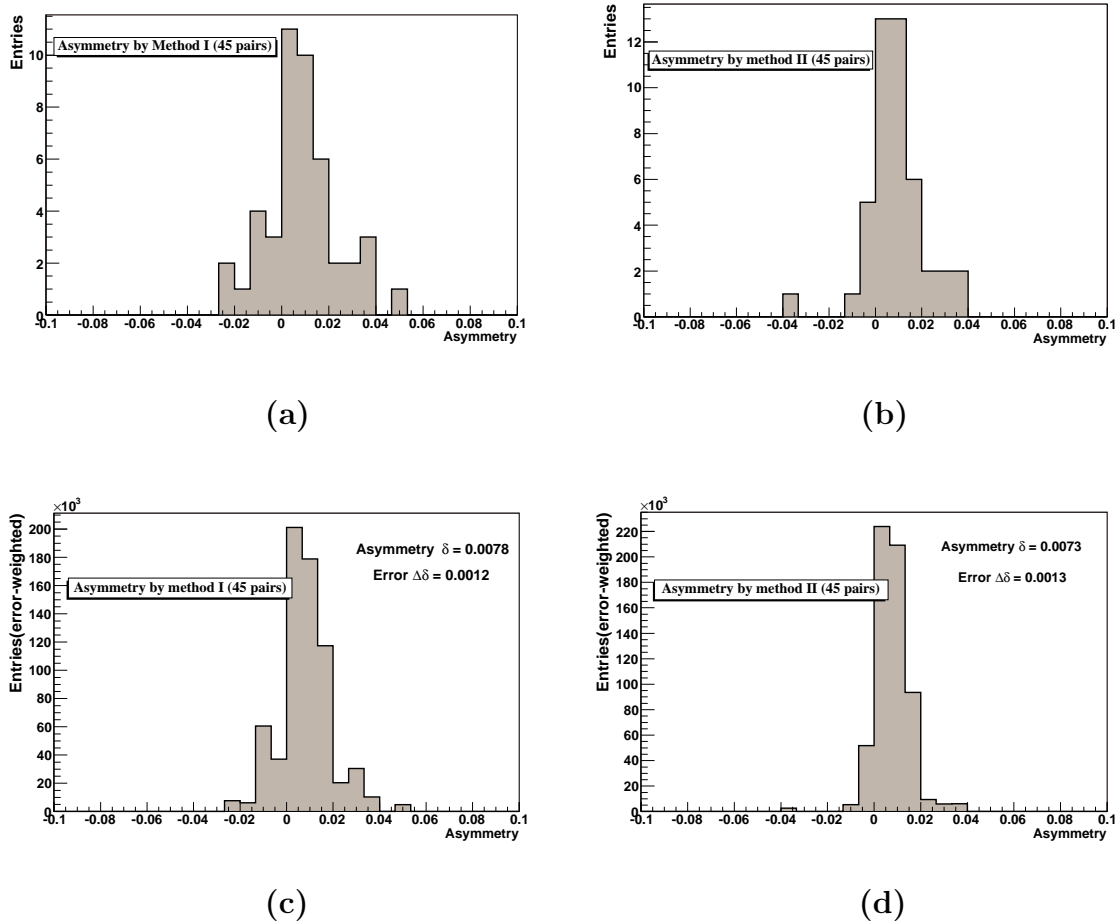 Entries
10
8
6
4
2
0
Asymmetry by Method I (45 pairs)
-0.1 -0.08 -0.06 -0.04 -0.02 0 0.02 0.04 0.06 0.08 0.1
Asymmetry
(a)
Entries
12
10
8
6
4
2
0
Asymmetry by method II (45 pairs)
-0.1 -0.08 -0.06 -0.04 -0.02 0 0.02 0.04 0.06 0.08 0.1
Asymmetry
(b)
×10³
Entries(error-weighted)
200
180
160
140
120
100
80
60
40
20
0
Asymmetry δ = 0.0078
Error Δδ = 0.0012
Asymmetry by method I (45 pairs)
-0.1 -0.08 -0.06 -0.04 -0.02 0 0.02 0.04 0.06 0.08 0.1
Asymmetry
(c)
×10³
Entries(error-weighted)
220
200
180
160
140
120
100
80
60
40
20
0
Asymmetry δ = 0.0073
Error Δδ = 0.0013
Asymmetry by method II (45 pairs)
-0.1 -0.08 -0.06 -0.04 -0.02 0 0.02 0.04 0.06 0.08 0.1
Asymmetry
(d)